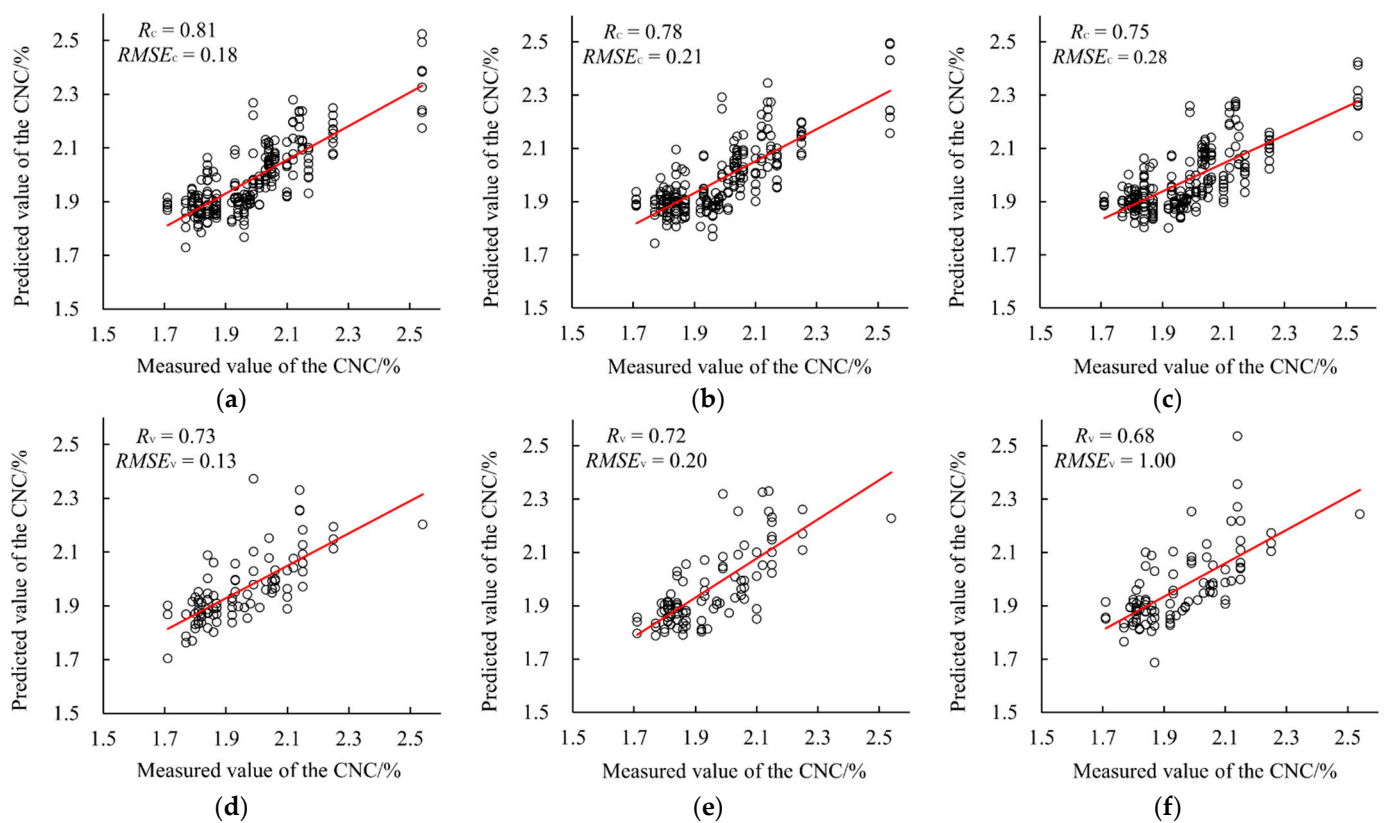 Rc = 0.81
RMSEc = 0.18
2.5
2.3
2.1
1.9
1.7
1.5
Predicted value of the CNC/%
1.5 1.7 1.9 2.1 2.3 2.5
Measured value of the CNC/%
(a)
Rc = 0.78
RMSEc = 0.21
2.5
2.3
2.1
1.9
1.7
1.5
Predicted value of the CNC/%
1.5 1.7 1.9 2.1 2.3 2.5
Measured value of the CNC/%
(b)
Rc = 0.75
RMSEc = 0.28
2.5
2.3
2.1
1.9
1.7
1.5
Predicted value of the CNC/%
1.5 1.7 1.9 2.1 2.3 2.5
Measured value of the CNC/%
(c)
Rv = 0.73
RMSEv = 0.13
2.5
2.3
2.1
1.9
1.7
1.5
Predicted value of the CNC/%
1.5 1.7 1.9 2.1 2.3 2.5
Measured value of the CNC/%
(d)
Rv = 0.72
RMSEv = 0.20
2.5
2.3
2.1
1.9
1.7
1.5
Predicted value of the CNC/%
1.5 1.7 1.9 2.1 2.3 2.5
Measured value of the CNC/%
(e)
Rv = 0.68
RMSEv = 1.00
2.5
2.3
2.1
1.9
1.7
1.5
Predicted value of the CNC/%
1.5 1.7 1.9 2.1 2.3 2.5
Measured value of the CNC/%
(f)